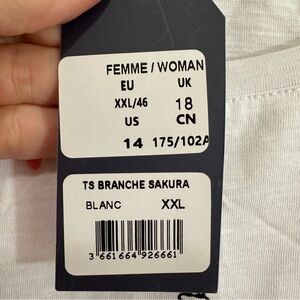 FEMME / WOMAN
EU UK
XXL/46 18
US CN
14 175/102A
TS BRANCHE SAKURA
BLANC XXL
3 661664 926661